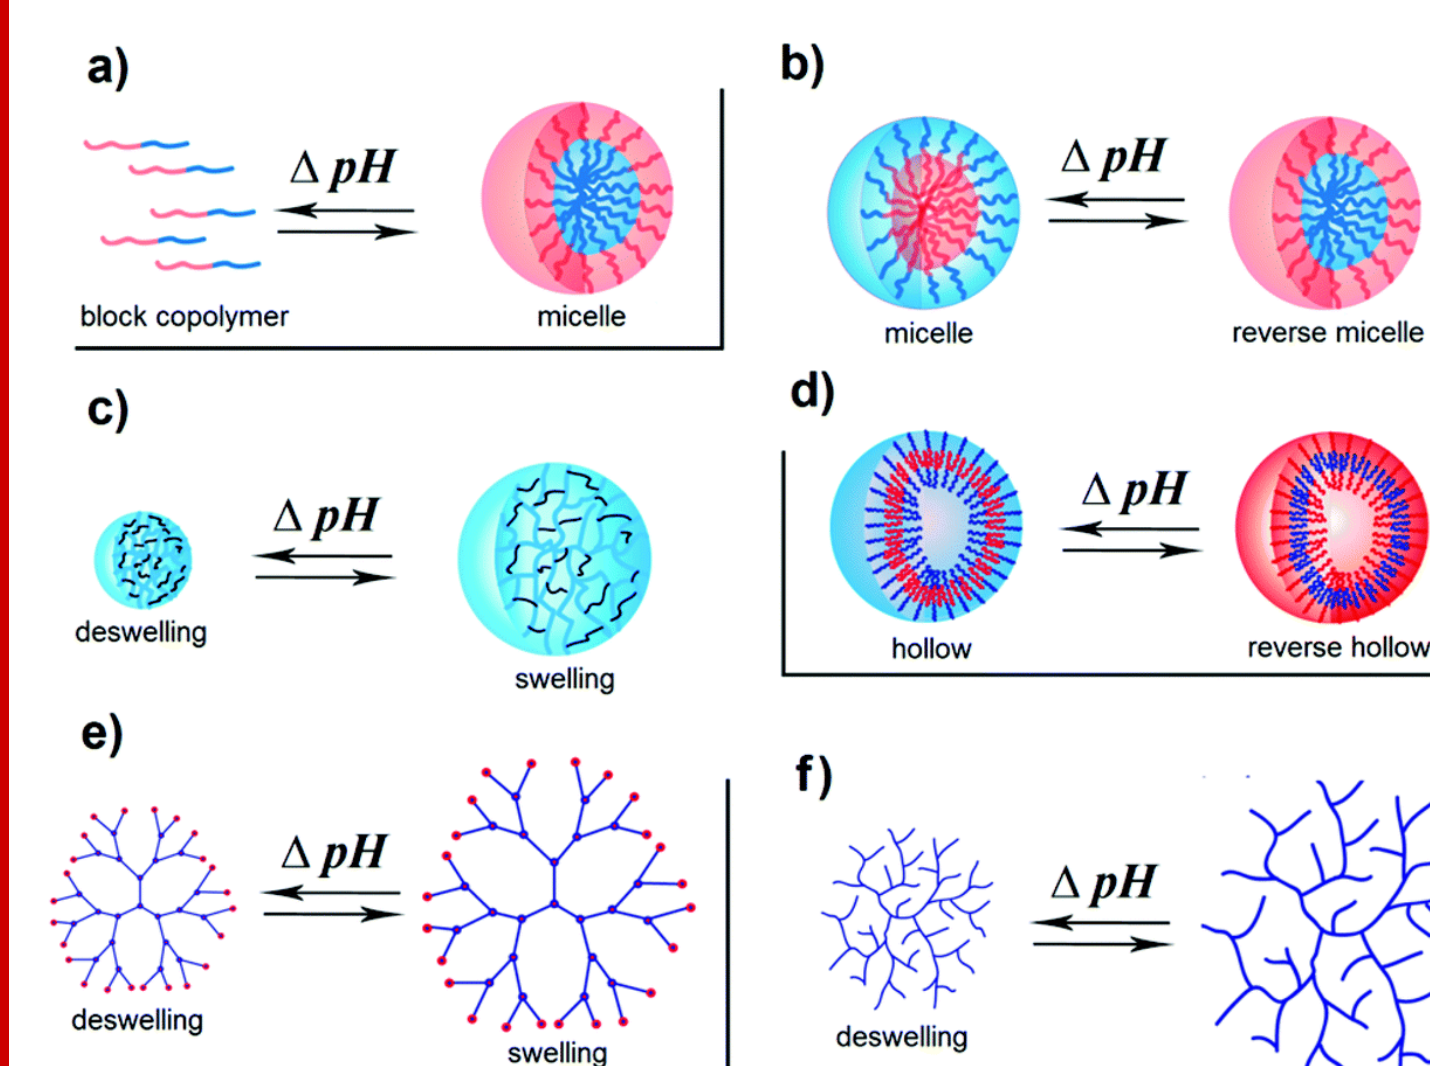 a)
Δ pH
block copolymer
micelle
b)
Δ pH
micelle
reverse micelle
c)
Δ pH
deswelling
swelling
d)
Δ pH
hollow
reverse hollow
e)
Δ pH
deswelling
swelling
f)
Δ pH
deswelling